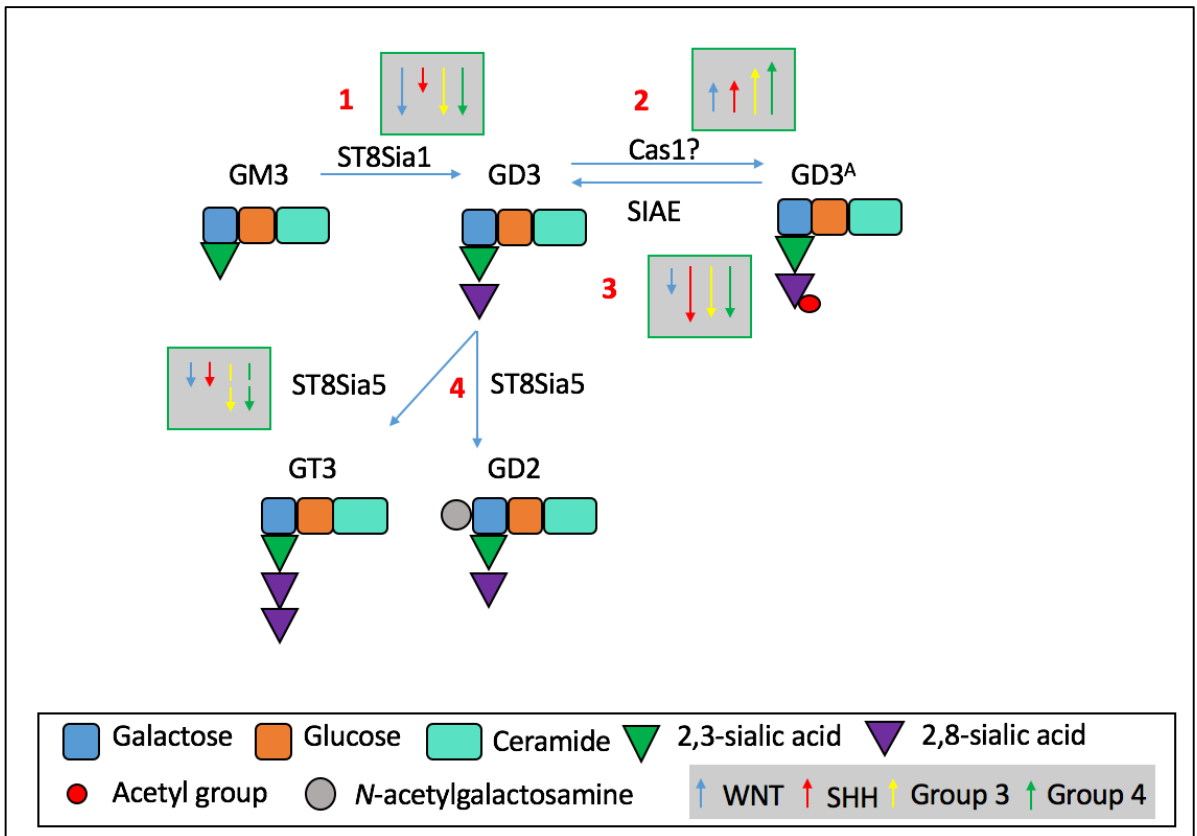 1
2
ST8Sia1
Cas1?
GM3
GD3
GD3ᴬ
SIAE
3
ST8Sia5
4
ST8Sia5
GT3
GD2
Galactose
Glucose
Ceramide
2,3-sialic acid
2,8-sialic acid
Acetyl group
N-acetylgalactosamine
WNT
SHH
Group 3
Group 4